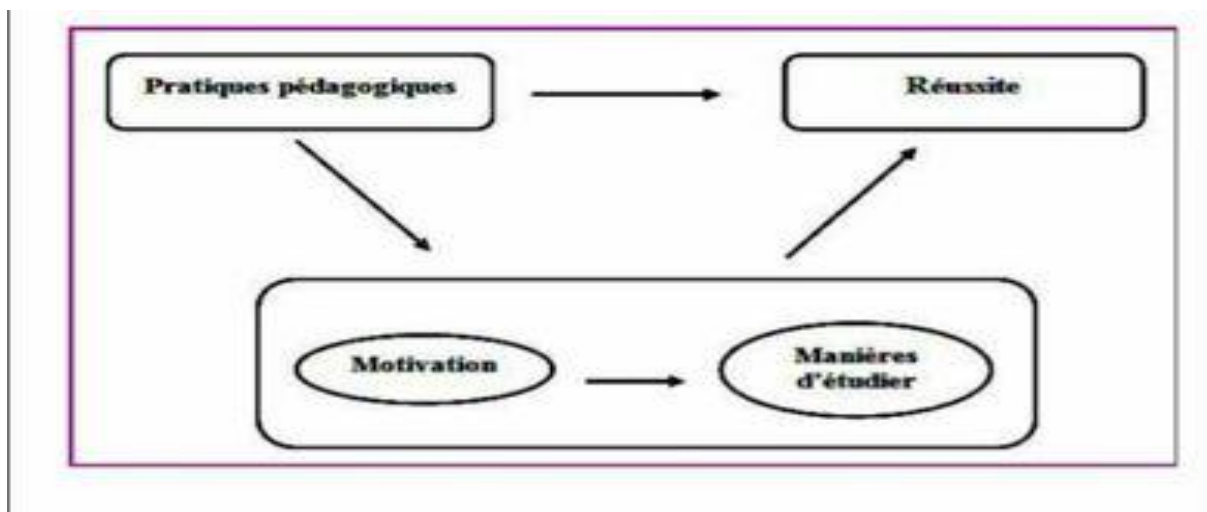 Pratiques pédagogiques
Réussite
Motivation
Manières
d'étudier